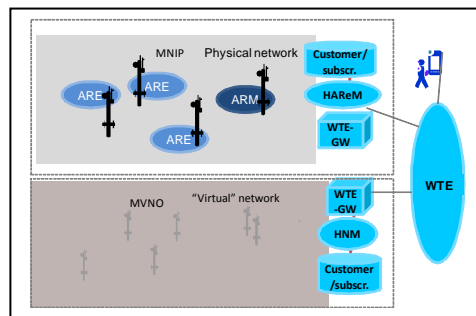 MNIP
Physical network
Customer/
subscr.
ARE
ARE
ARM
HAReM
ARE
WTE-
GW
WTE
MVNO
“Virtual” network
WTE
-GW
HNM
Customer
/subscr.